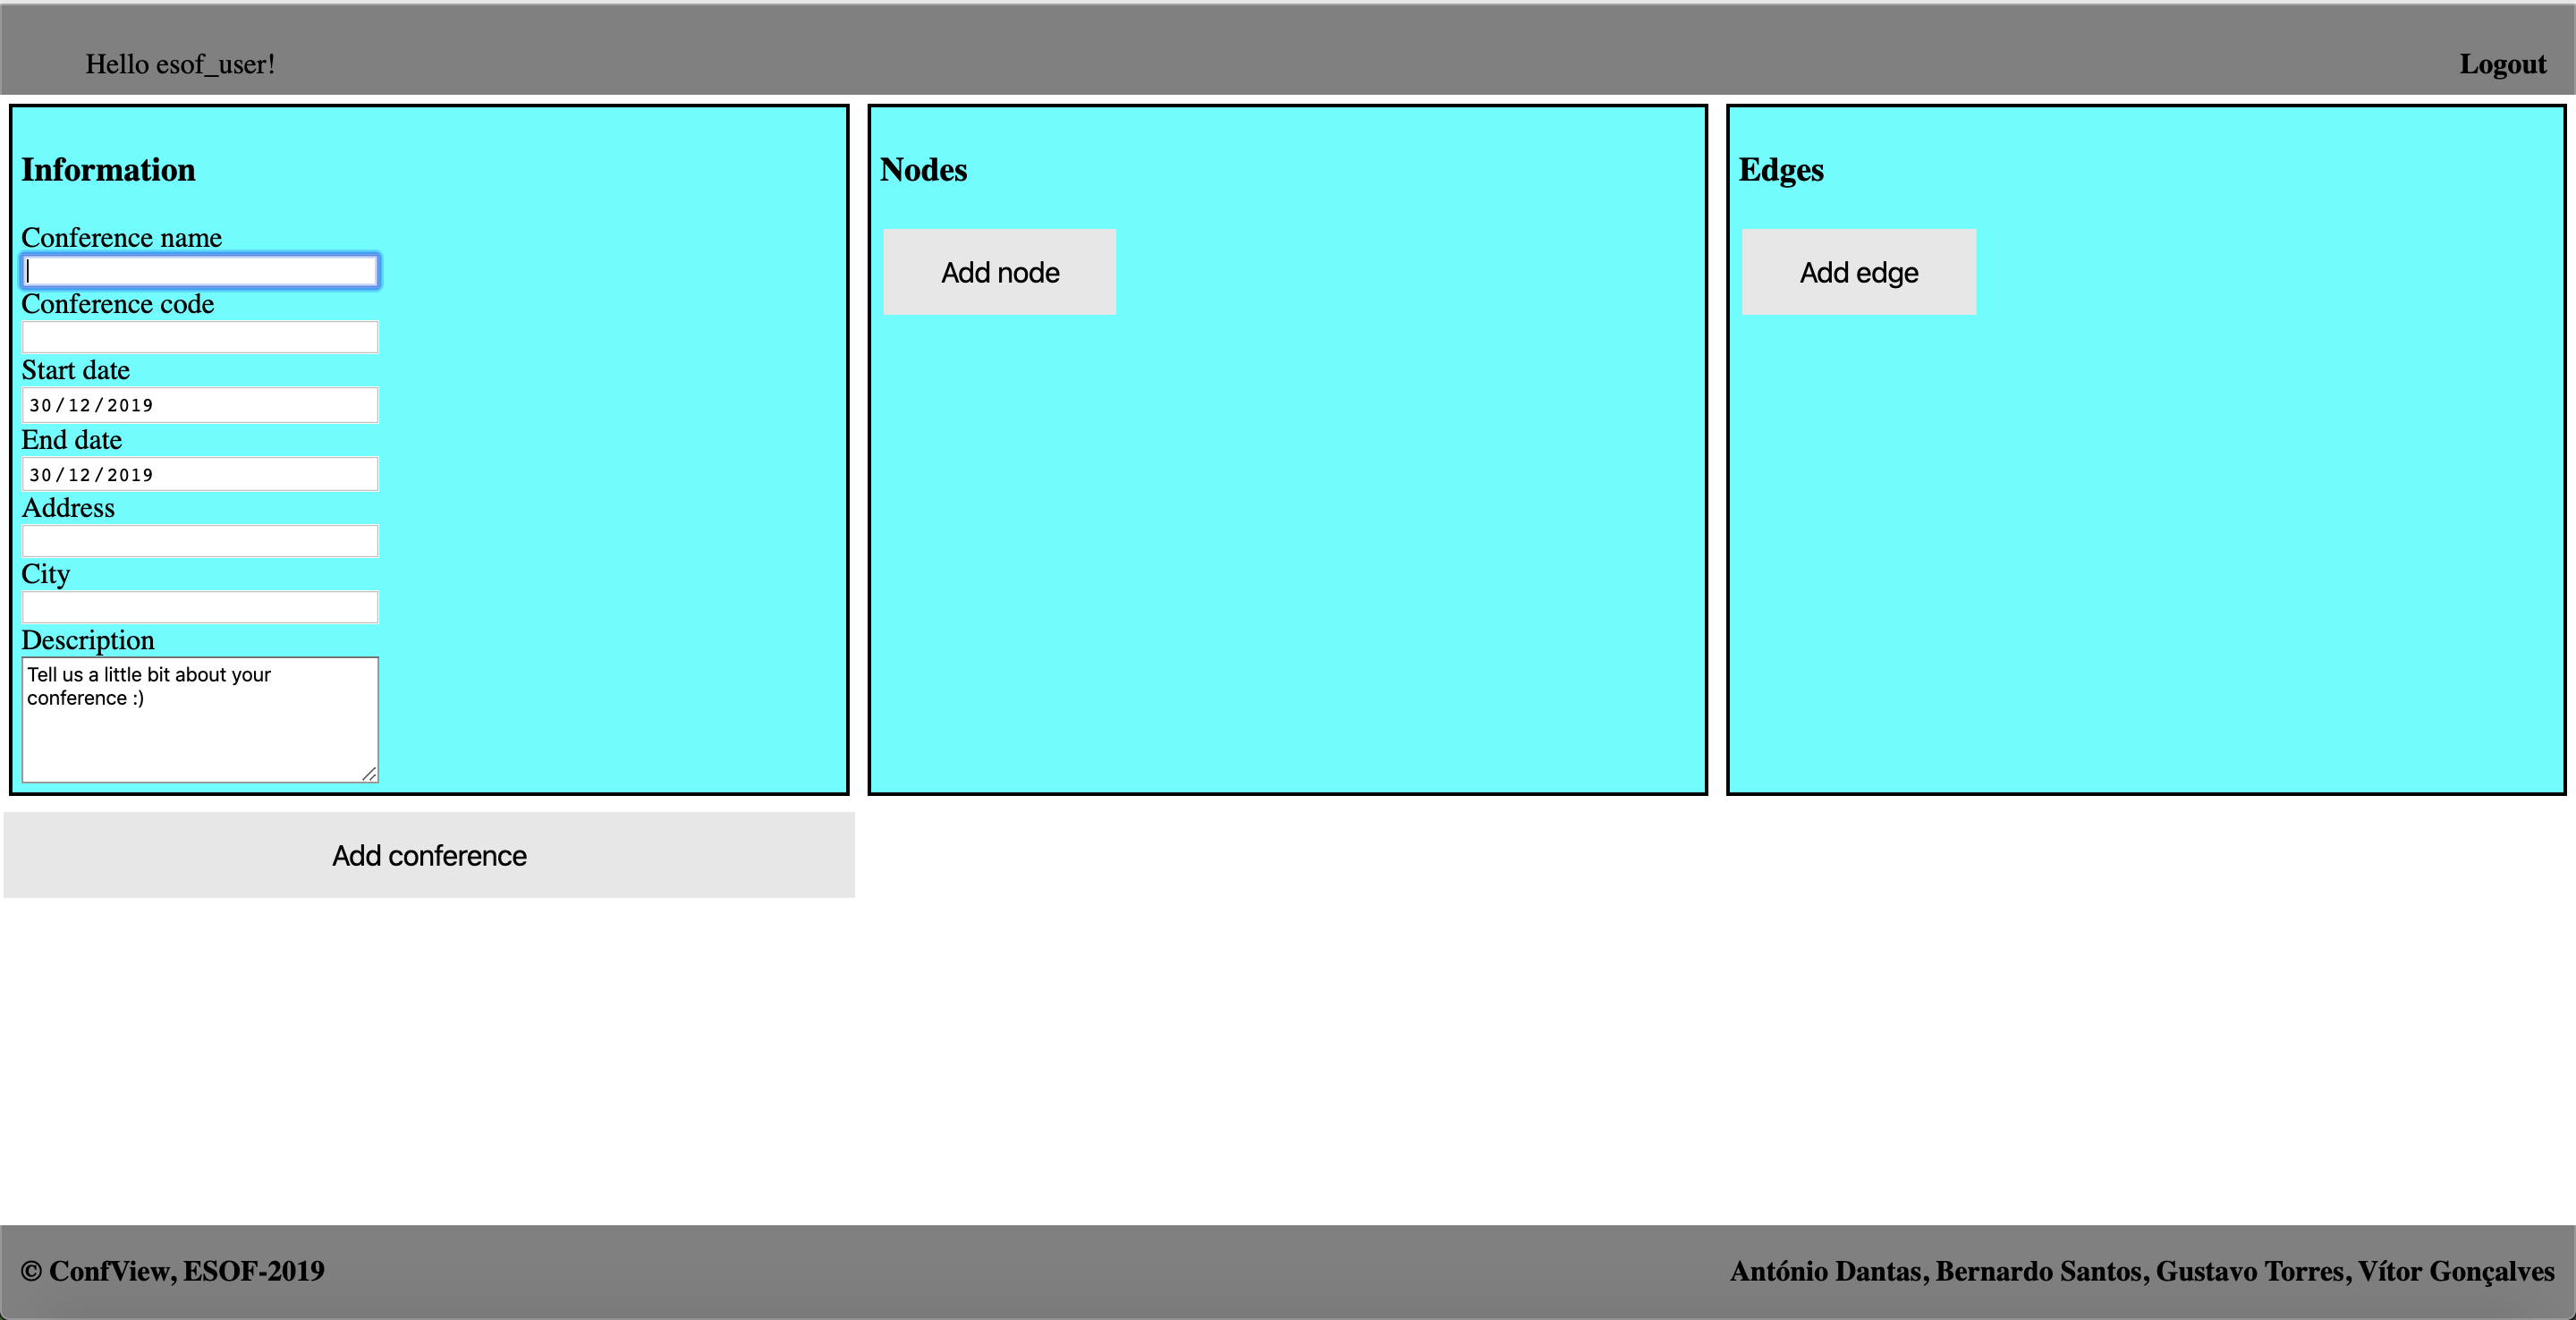 Hello esof_user!
Logout
Information
Conference name
Conference code
Start date
30/12/2019
End date
30/12/2019
Address
City
Description
Tell us a little bit about your
conference :)
Nodes
Add node
Edges
Add edge
Add conference
© ConfView, ESOF-2019
António Dantas, Bernardo Santos, Gustavo Torres, Vítor Gonçalves